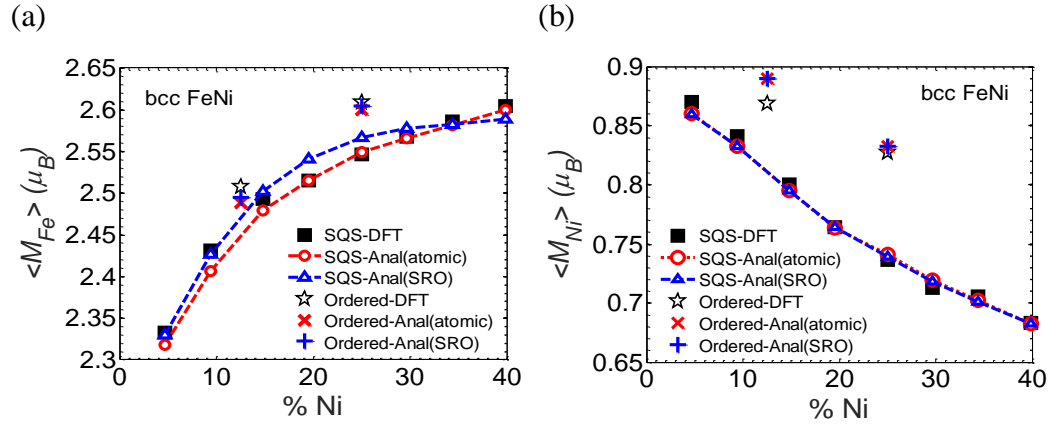 (a)
2.65
2.6
2.55
2.5
2.45
2.4
2.35
2.3
0
10
20
30
40
<M_Fe> (μ_B)
% Ni
bcc FeNi
SQS-DFT
SQS-Anal(atomic)
SQS-Anal(SRO)
Ordered-DFT
Ordered-Anal(atomic)
Ordered-Anal(SRO)
(b)
0.9
0.85
0.8
0.75
0.7
0.65
0
10
20
30
40
<M_Ni> (μ_B)
% Ni
bcc FeNi
SQS-DFT
SQS-Anal(atomic)
SQS-Anal(SRO)
Ordered-DFT
Ordered-Anal(atomic)
Ordered-Anal(SRO)